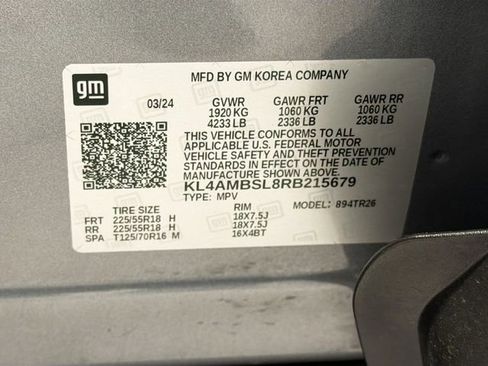 gm
MFD BY GM KOREA COMPANY
03/24 GVWR GAWR FRT GAWR RR
1920 KG 1060 KG 1060 KG
4233 LB 2336 LB 2336 LB
THIS VEHICLE CONFORMS TO ALL
APPLICABLE U.S. FEDERAL MOTOR
VEHICLE SAFETY AND THEFT PREVENTION
STANDARDS IN EFFECT ON THE DATE OF
MANUFACTURE SHOWN ABOVE.
KL4AMBSL8RB215679
TYPE: MPV MODEL: 894TR26
TIRE SIZE RIM
FRT 225/55R18 H 18X7.5J
RR 225/55R18 H 18X7.5J
SPA T125/70R16 M 16X4BT